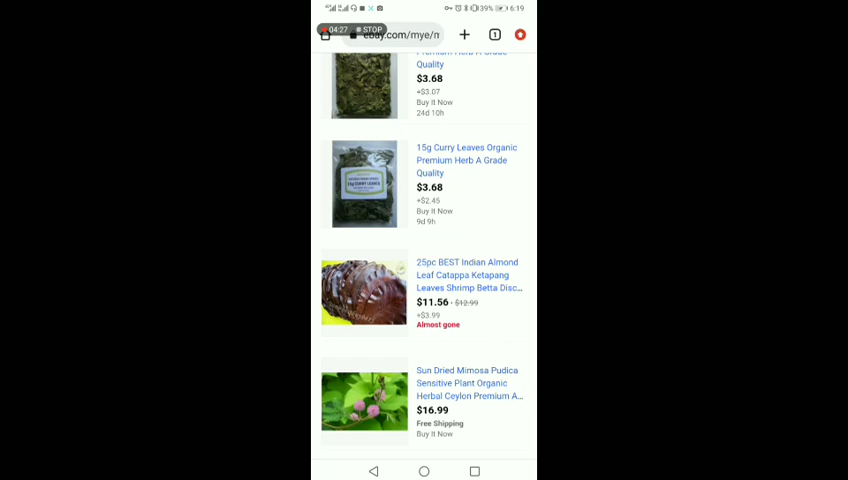 39% 6:19
04:27 STOP
ebay.com/mye/m
1
Premium Herb A Grade
Quality
$3.68
+$3.07
Buy It Now
24d 10h
15g Curry Leaves Organic
Premium Herb A Grade
Quality
$3.68
+$2.45
Buy It Now
9d 9h
15g CURRY LEAVES
25pc BEST Indian Almond
Leaf Catappa Ketapang
Leaves Shrimp Betta Disc...
$11.56 · $12.99
+$3.99
Almost gone
Sun Dried Mimosa Pudica
Sensitive Plant Organic
Herbal Ceylon Premium A...
$16.99
Free Shipping
Buy It Now